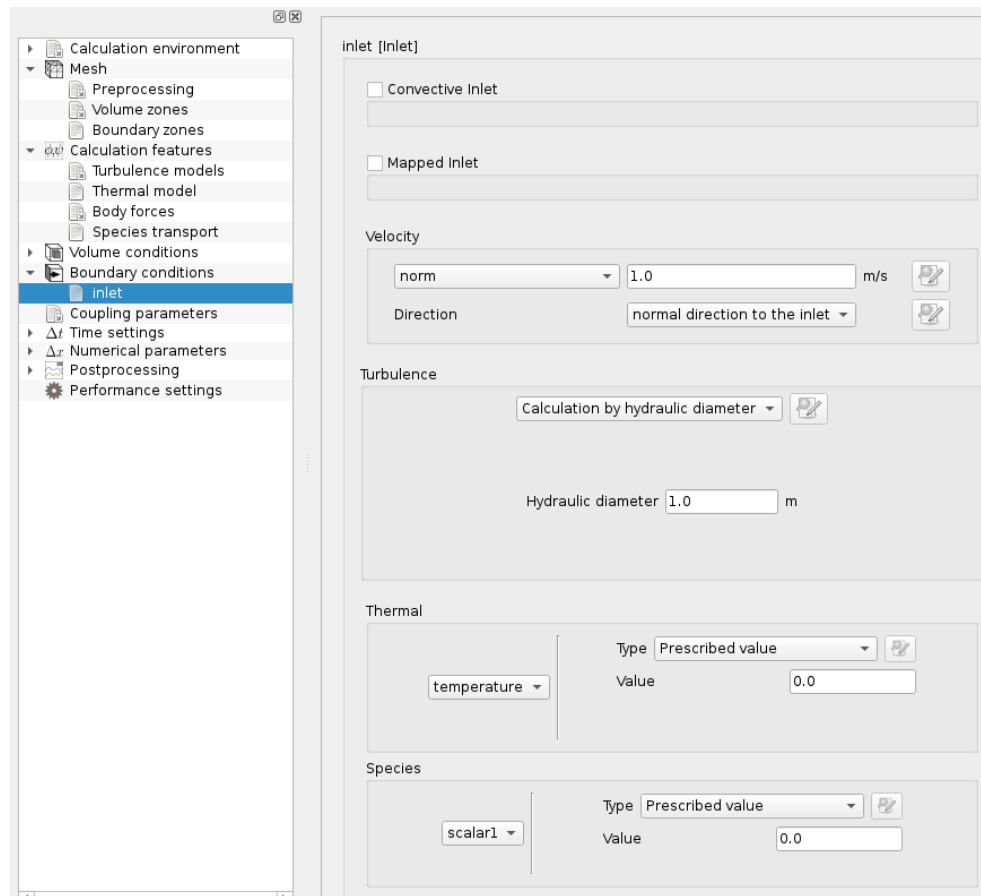 Calculation environment
Mesh
Preprocessing
Volume zones
Boundary zones
ϕ,ψ Calculation features
Turbulence models
Thermal model
Body forces
Species transport
Volume conditions
Boundary conditions
inlet
Coupling parameters
Δt Time settings
Δx Numerical parameters
Postprocessing
Performance settings
inlet [Inlet]
Convective Inlet
Mapped Inlet
Velocity
norm 1.0 m/s
Direction normal direction to the inlet
Turbulence
Calculation by hydraulic diameter
Hydraulic diameter 1.0 m
Thermal
Type Prescribed value
temperature Value 0.0
Species
Type Prescribed value
scalar1 Value 0.0